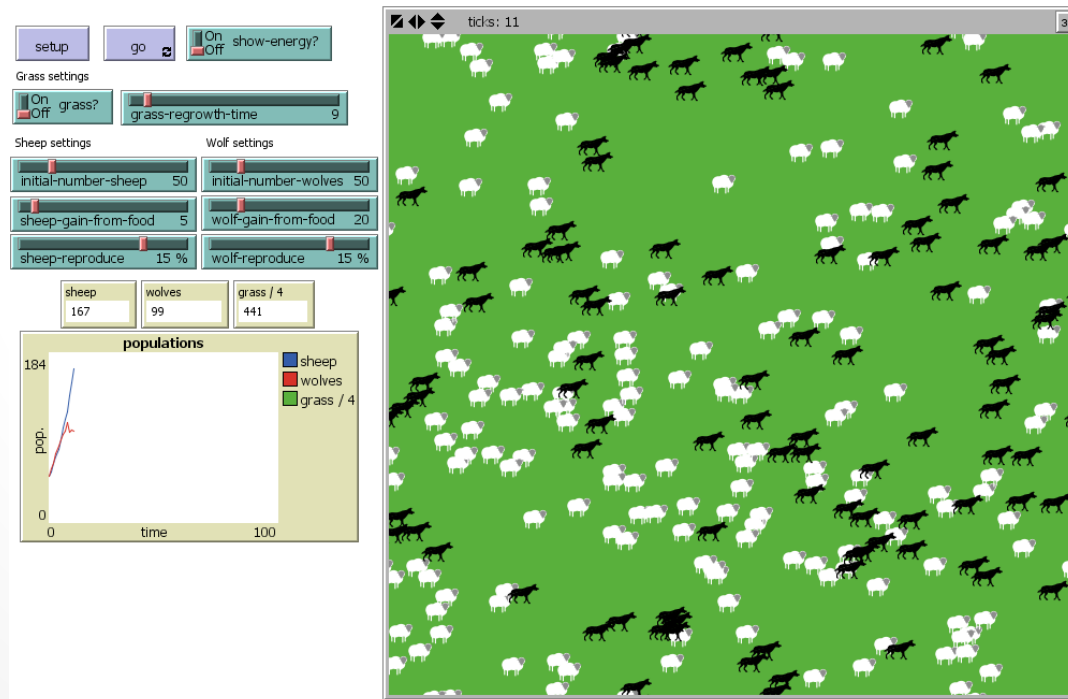 ticks: 11
3
setup
go
On
Off
show-energy?
Grass settings
On
Off
grass?
grass-regrowth-time 9
Sheep settings
Wolf settings
initial-number-sheep 50
initial-number-wolves 50
sheep-gain-from-food 5
wolf-gain-from-food 20
sheep-reproduce 15 %
wolf-reproduce 15 %
sheep
167
wolves
99
grass / 4
441
populations
184
pop.
0
0
time
100
sheep
wolves
grass / 4